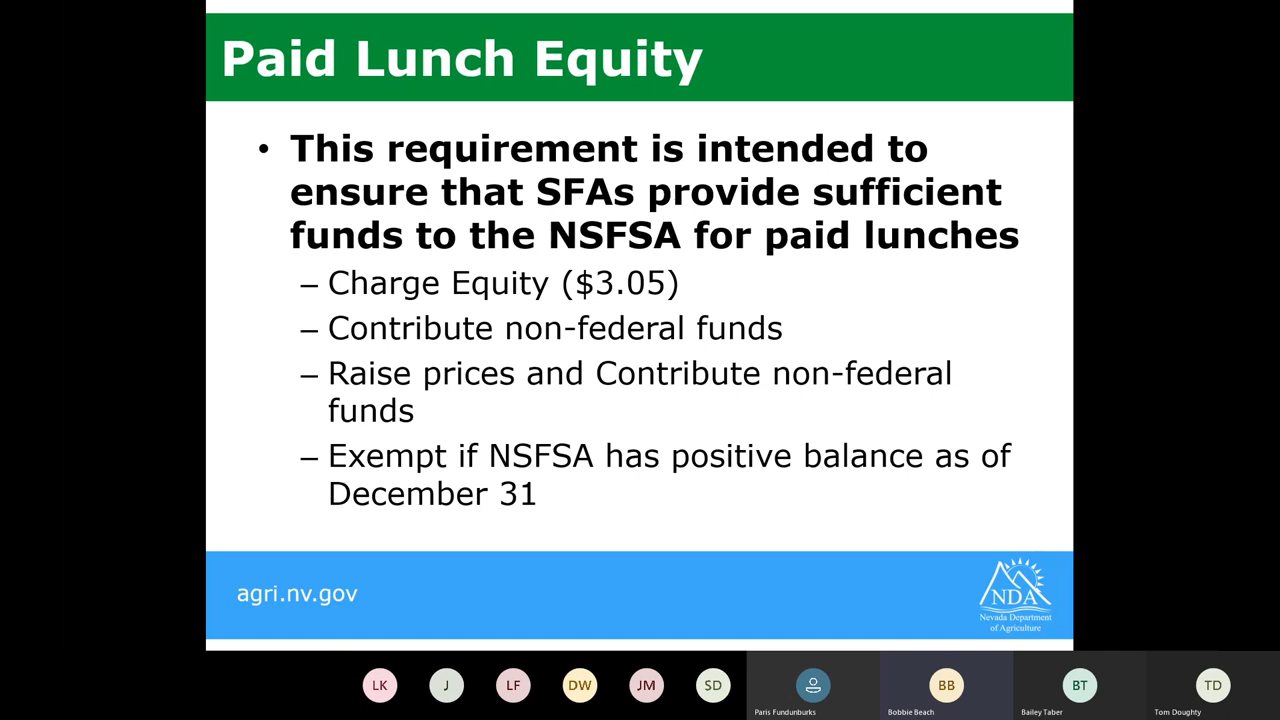 Paid Lunch Equity
• This requirement is intended to
ensure that SFAs provide sufficient
funds to the NSFSA for paid lunches
– Charge Equity ($3.05)
– Contribute non-federal funds
– Raise prices and Contribute non-federal
funds
– Exempt if NSFSA has positive balance as of
December 31
agri.nv.gov
NDA
Nevada Department
of Agriculture
LK J LF DW JM SD BB BT TD
Paris Fundunburks Bobbie Beach Bailey Taber Tom Doughty